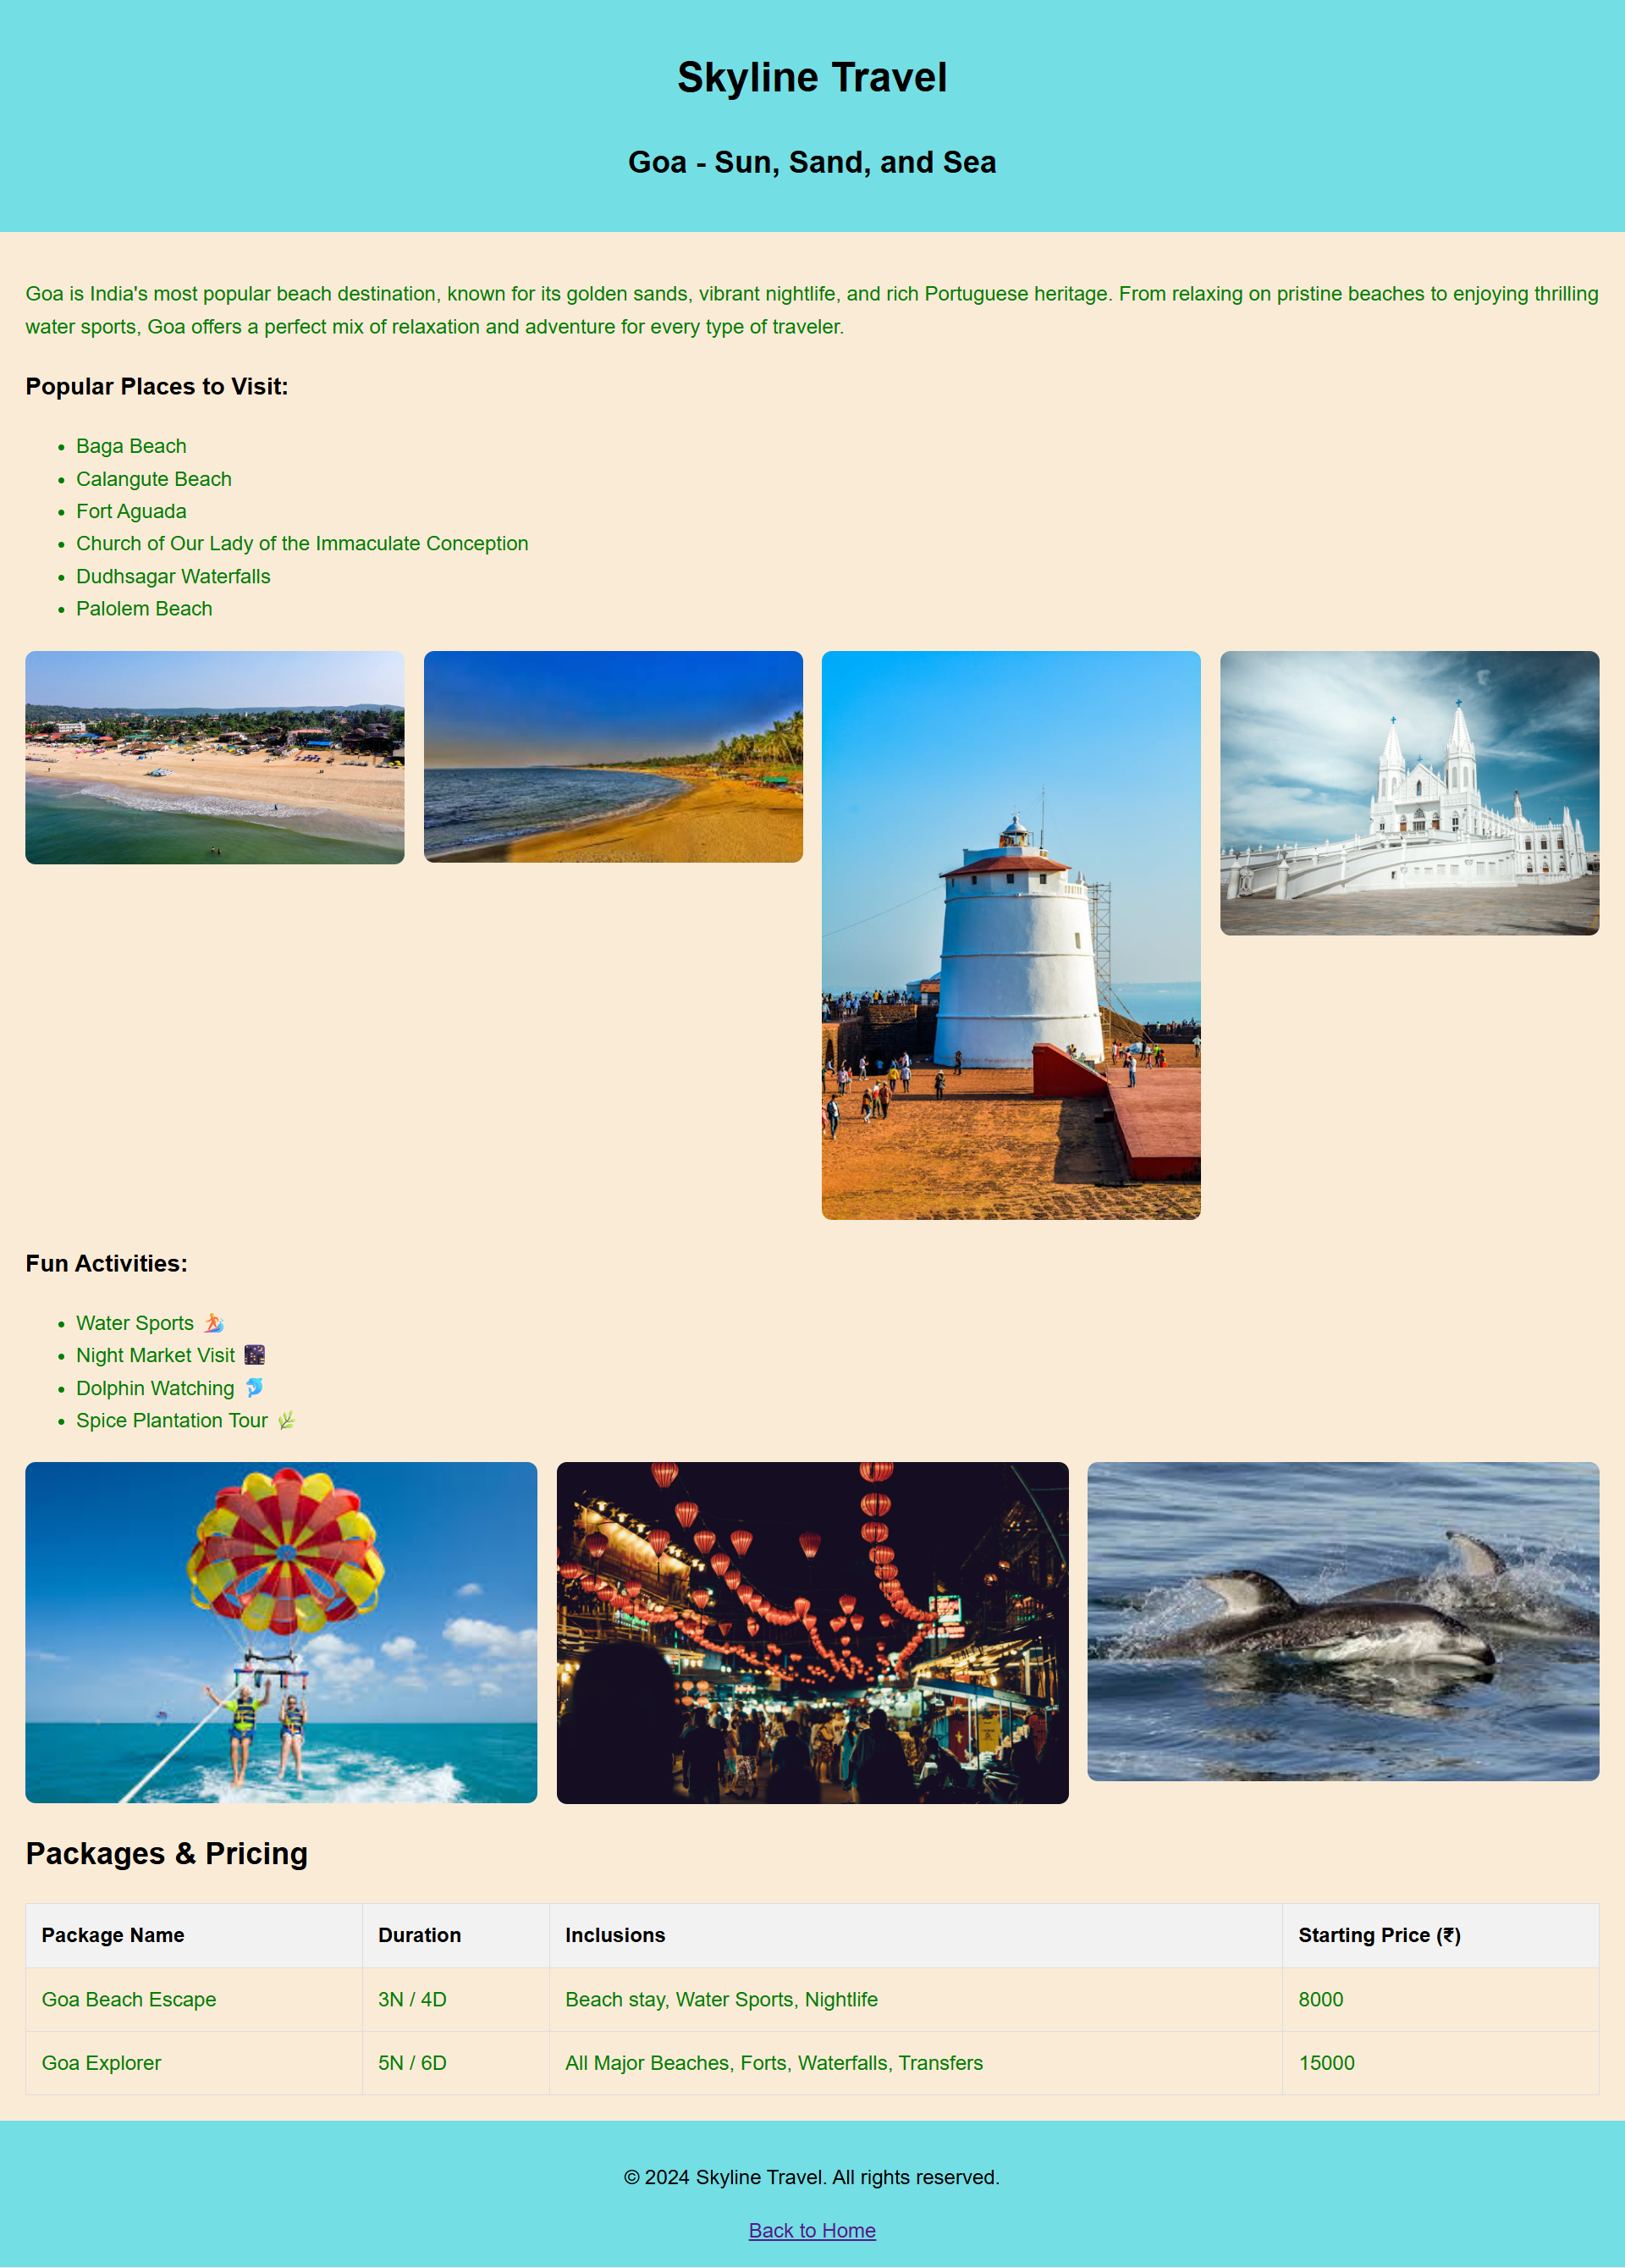 Skyline Travel
Goa - Sun, Sand, and Sea
Goa is India's most popular beach destination, known for its golden sands, vibrant nightlife, and rich Portuguese heritage. From relaxing on pristine beaches to enjoying thrilling
water sports, Goa offers a perfect mix of relaxation and adventure for every type of traveler.
Popular Places to Visit:
• Baga Beach
• Calangute Beach
• Fort Aguada
• Church of Our Lady of the Immaculate Conception
• Dudhsagar Waterfalls
• Palolem Beach
Fun Activities:
• Water Sports 🏄
• Night Market Visit 🌃
• Dolphin Watching 🐬
• Spice Plantation Tour 🌿
Packages & Pricing
Package Name Duration Inclusions Starting Price (₹)
Goa Beach Escape 3N / 4D Beach stay, Water Sports, Nightlife 8000
Goa Explorer 5N / 6D All Major Beaches, Forts, Waterfalls, Transfers 15000
© 2024 Skyline Travel. All rights reserved.
Back to Home